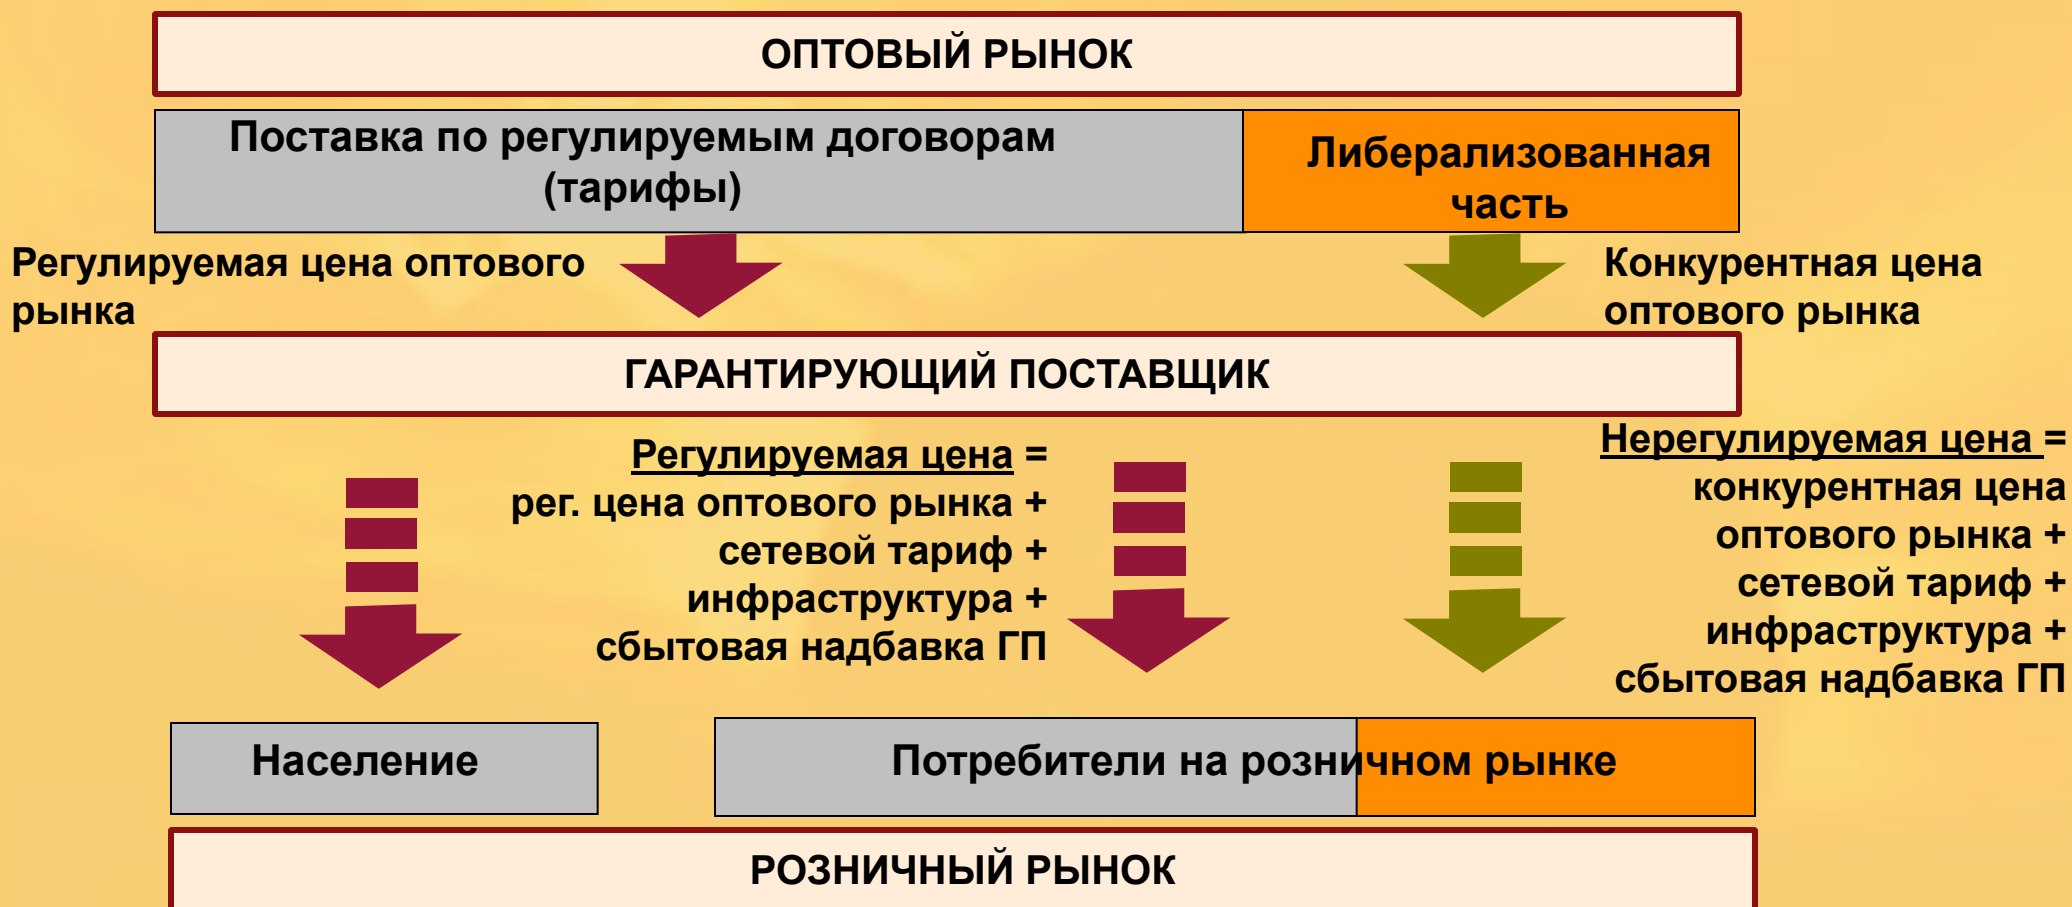 ОПТОВЫЙ РЫНОК
Поставка по регулируемым договорам
(тарифы)
Либерализованная
часть
Регулируемая цена оптового
рынка
Конкурентная цена
оптового рынка
ГАРАНТИРУЮЩИЙ ПОСТАВЩИК
Регулируемая цена =
рег. цена оптового рынка +
сетевой тариф +
инфраструктура +
сбытовая надбавка ГП
Нерегулируемая цена =
конкурентная цена
оптового рынка +
сетевой тариф +
инфраструктура +
сбытовая надбавка ГП
Население
Потребители на розничном рынке
РОЗНИЧНЫЙ РЫНОК